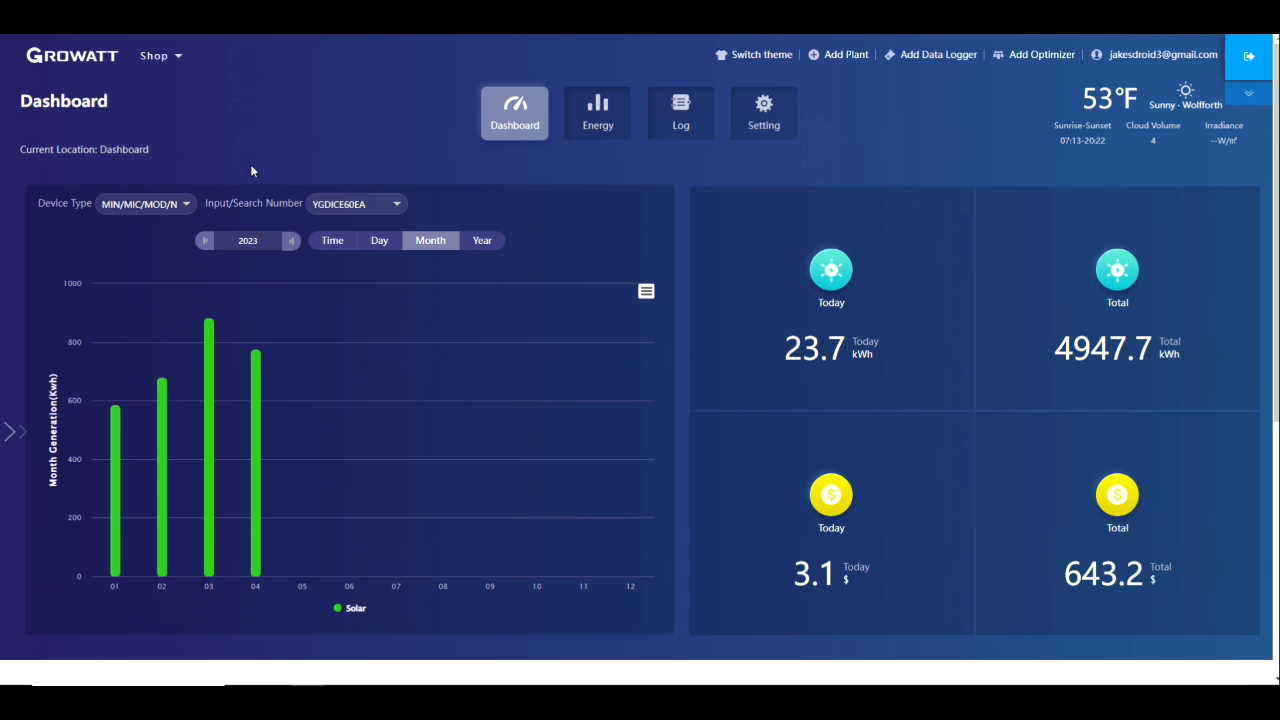 GROWATT
Shop
Switch theme
Add Plant
Add Data Logger
Add Optimizer
jakesdroid3@gmail.com
Dashboard
Dashboard
Energy
Log
Setting
53°F
Sunny - Wolfforth
Sunrise-Sunset
Cloud Volume
Irradiance
07:13-20:22
4
--W/m²
Current Location: Dashboard
Device Type
MIN/MIC/MOD/N
Input/Search Number
YGDICE60EA
2023
Time
Day
Month
Year
Month Generation(Kwh)
1000
800
600
400
200
0
01
02
03
04
05
06
07
08
09
10
11
12
Solar
Today
23.7
Today
kWh
Total
4947.7
Total
kWh
$
Today
3.1
Today
$
$
Total
643.2
Total
$